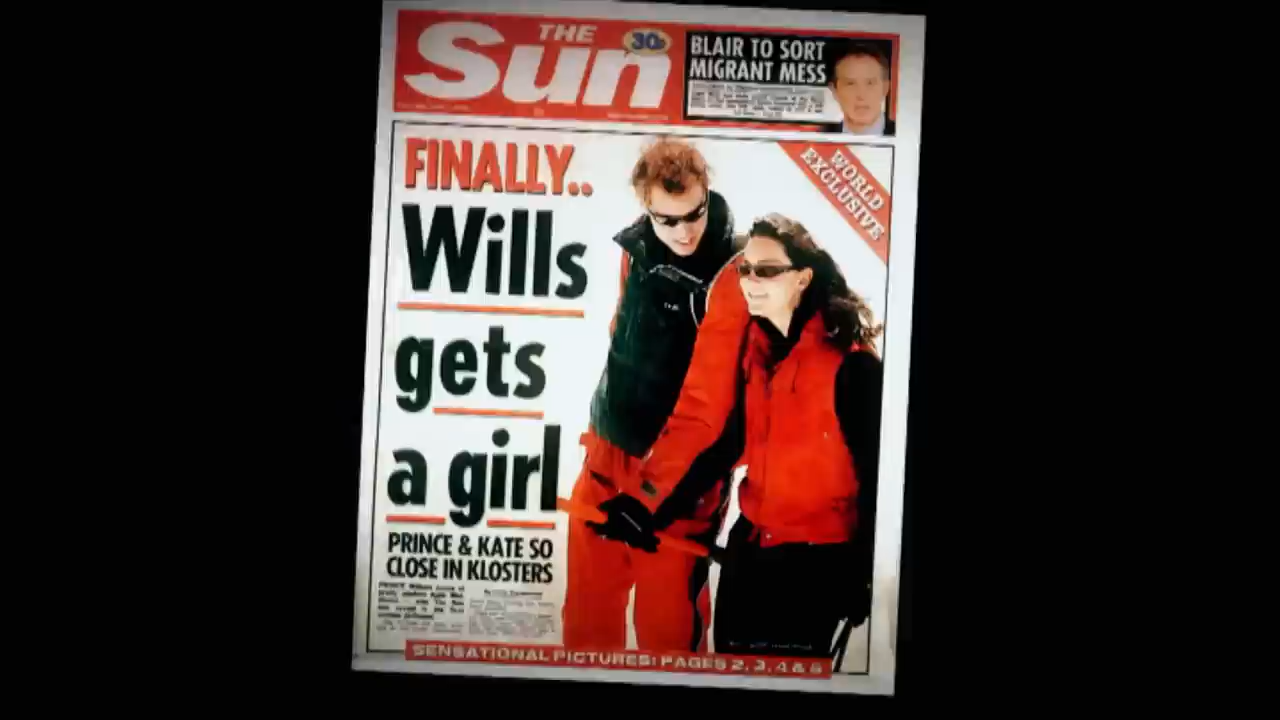 THE
Sun
30p
BLAIR TO SORT
MIGRANT MESS
WORLD
EXCLUSIVE
FINALLY..
Wills
gets
a girl
PRINCE & KATE SO
CLOSE IN KLOSTERS
SENSATIONAL PICTURES: PAGES 2, 3, 4 & 5